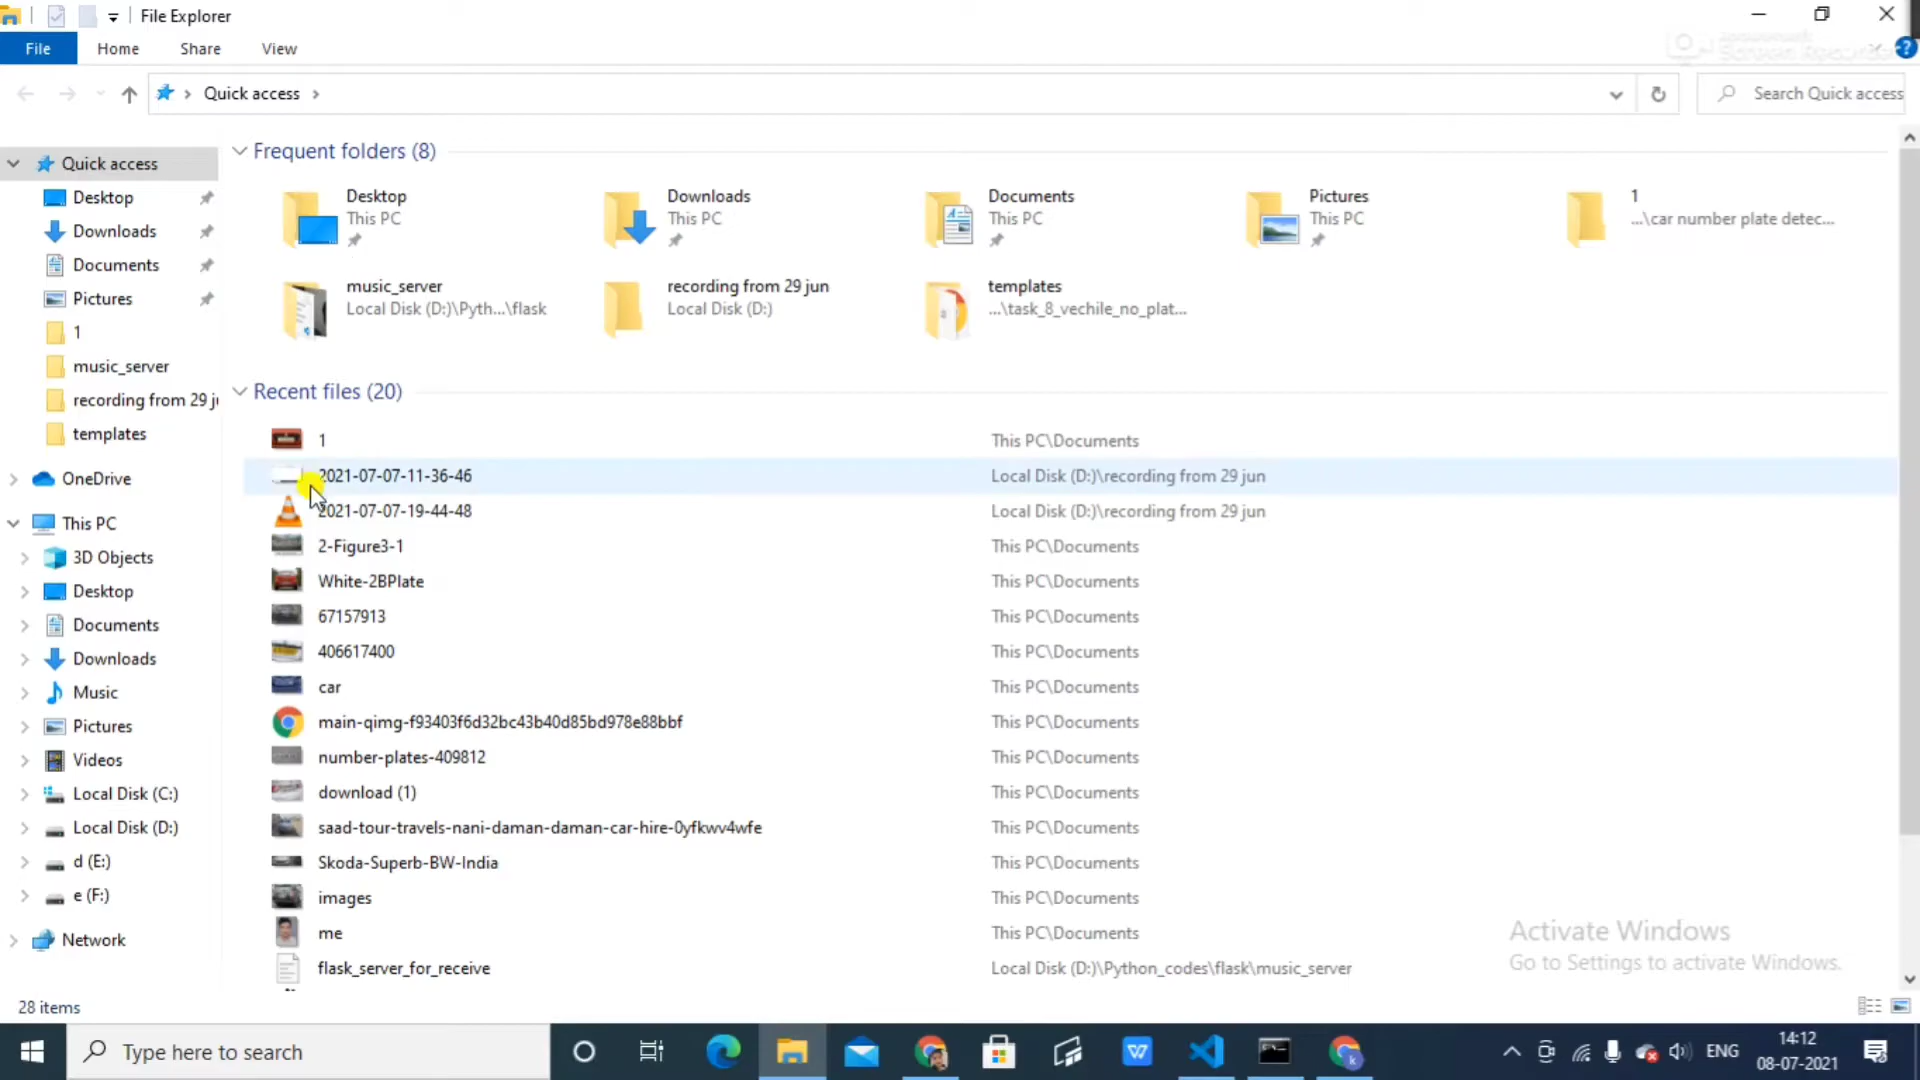 File Explorer
File Home Share View
Quick access
Search Quick access
Quick access
Desktop
Downloads
Documents
Pictures
1
music_server
recording from 29 j
templates
OneDrive
This PC
3D Objects
Desktop
Documents
Downloads
Music
Pictures
Videos
Local Disk (C:)
Local Disk (D:)
d (E:)
e (F:)
Network
Frequent folders (8)
Desktop
This PC
Downloads
This PC
Documents
This PC
Pictures
This PC
1
...\car number plate detec...
music_server
Local Disk (D:)\Pyth...\flask
recording from 29 jun
Local Disk (D:)
templates
...\task_8_vechile_no_plat...
Recent files (20)
1 This PC\Documents
2021-07-07-11-36-46 Local Disk (D:)\recording from 29 jun
2021-07-07-19-44-48 Local Disk (D:)\recording from 29 jun
2-Figure3-1 This PC\Documents
White-2BPlate This PC\Documents
67157913 This PC\Documents
406617400 This PC\Documents
car This PC\Documents
main-qimg-f93403f6d32bc43b40d85bd978e88bbf This PC\Documents
number-plates-409812 This PC\Documents
download (1) This PC\Documents
saad-tour-travels-nani-daman-daman-car-hire-0yfkwv4wfe This PC\Documents
Skoda-Superb-BW-India This PC\Documents
images This PC\Documents
me This PC\Documents
flask_server_for_receive Local Disk (D:)\Python_codes\flask\music_server
Activate Windows
Go to Settings to activate Windows.
28 items
Type here to search
ENG
14:12
08-07-2021